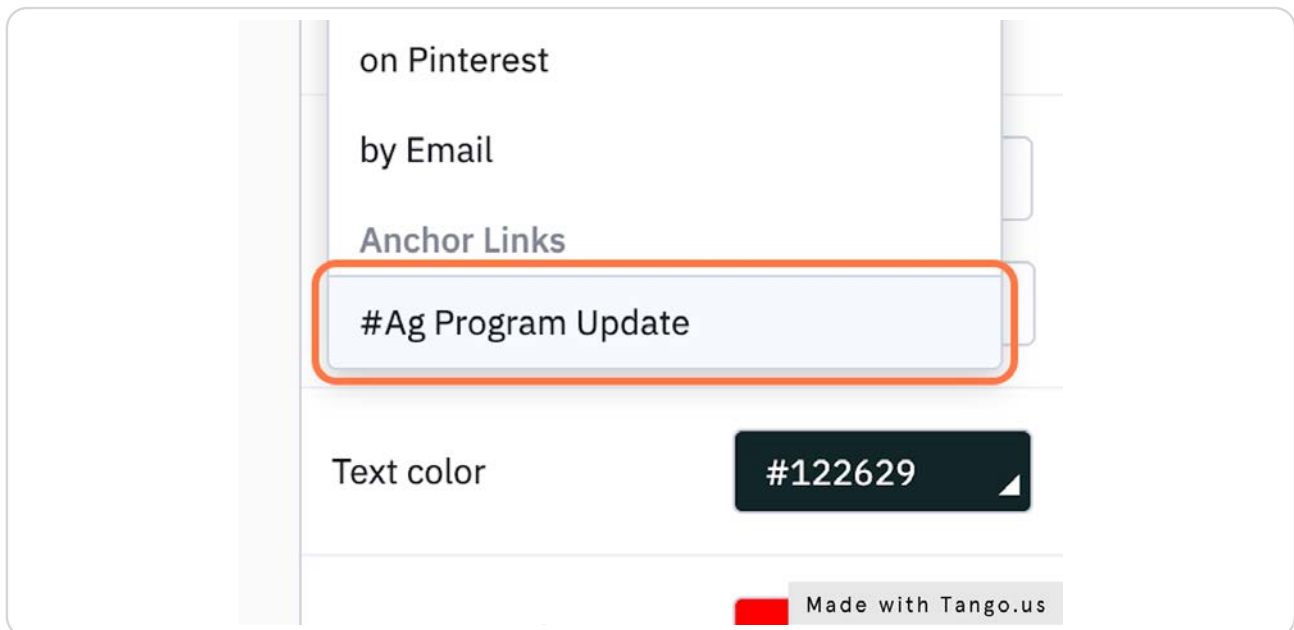 on Pinterest
by Email
Anchor Links
#Ag Program Update
Text color
#122629
Made with Tango.us